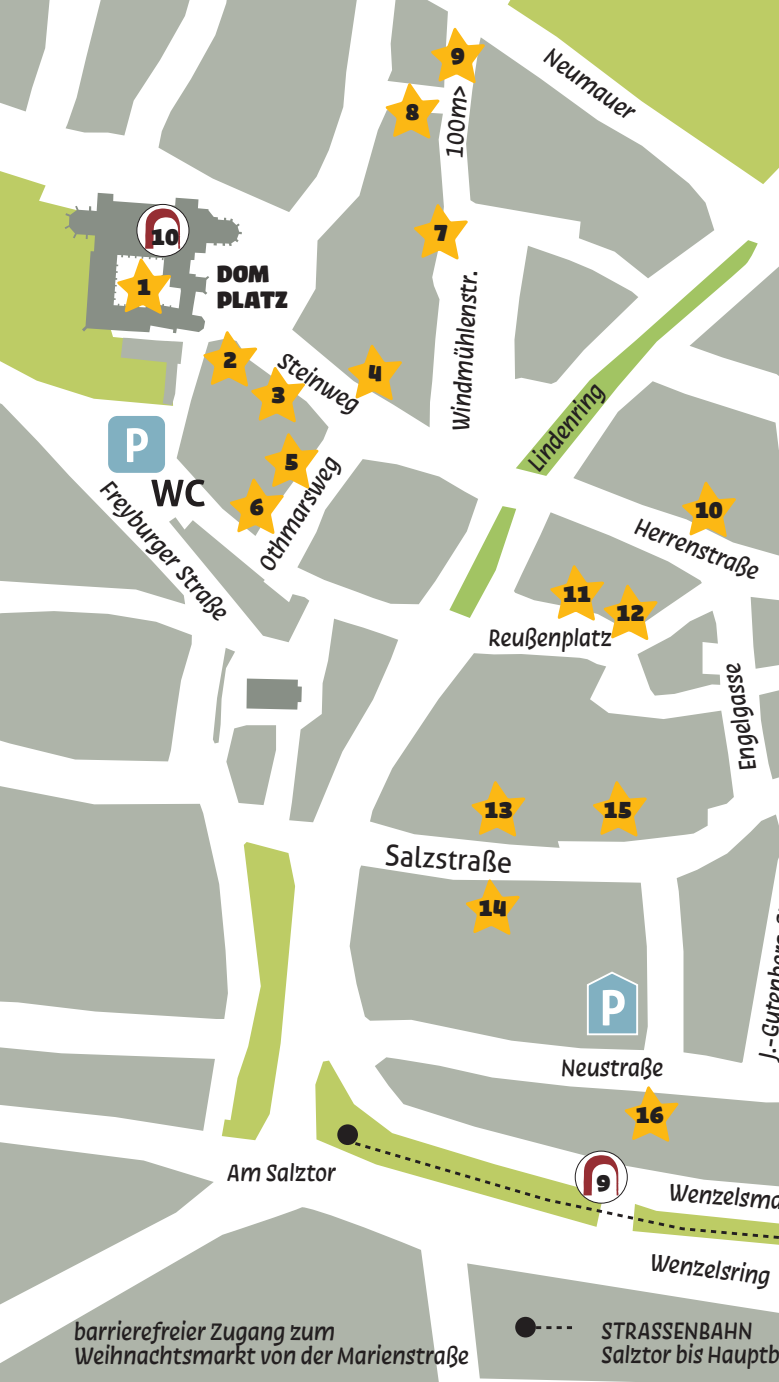 9
Neumauer
8
100m>
10
7
1
DOM
PLATZ
Windmühlenstr.
2
Steinweg
4
3
Lindenring
P
5
WC
6
Othmarsweg
10
Freyburger Straße
Herrenstraße
11
12
Reußenplatz
Engelgasse
13
15
Salzstraße
14
P
J.-Gutenberg-
Neustraße
16
Am Salztor
9
Wenzelsma
Wenzelsring
barrierefreier Zugang zum
Weihnachtsmarkt von der Marienstraße
STRASSENBAHN
Salztor bis Hauptb